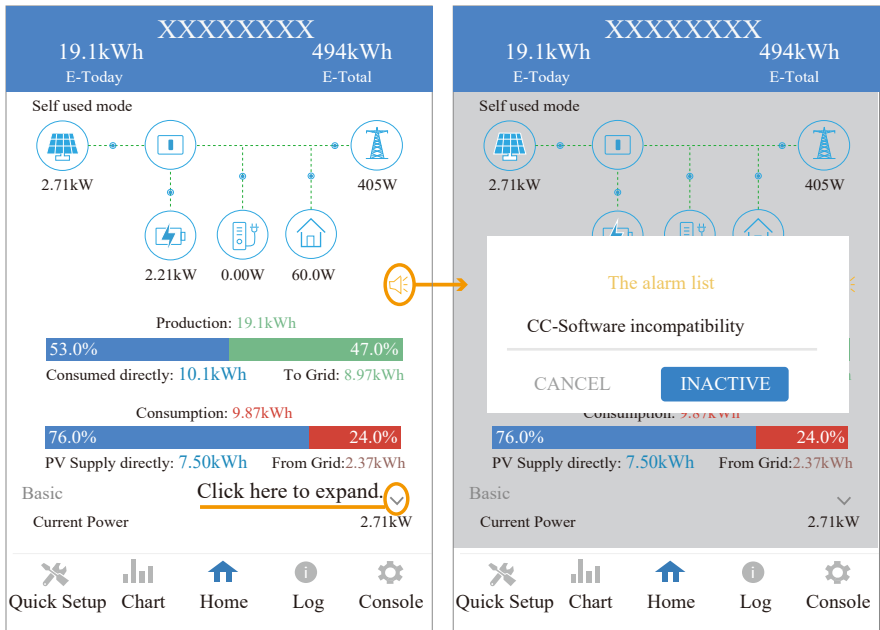 XXXXXXXX
19.1kWh 494kWh
E-Today E-Total
Self used mode
2.71kW 405W
2.21kW 0.00W 60.0W
Production: 19.1kWh
53.0% 47.0%
Consumed directly: 10.1kWh To Grid: 8.97kWh
Consumption: 9.87kWh
76.0% 24.0%
PV Supply directly: 7.50kWh From Grid:2.37kWh
Basic Click here to expand.
Current Power 2.71kW
Quick Setup Chart Home Log Console
XXXXXXXX
19.1kWh 494kWh
E-Today E-Total
Self used mode
2.71kW 405W
The alarm list
CC-Software incompatibility
CANCEL INACTIVE
Consumption: 9.87kWh
76.0% 24.0%
PV Supply directly: 7.50kWh From Grid:2.37kWh
Basic
Current Power 2.71kW
Quick Setup Chart Home Log Console